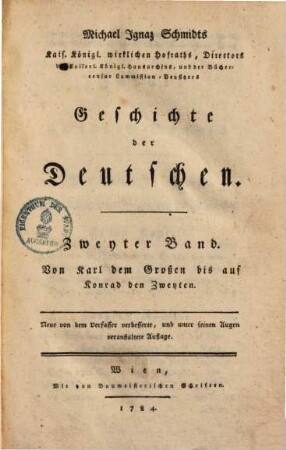 Michael Ignaz Schmidts
Kais. Königl. wirklichen Hofraths, Directors
Kaiserl. Königl. Hausarchivs, und der Bücher-
censur Commission-Beysitzers
Geschichte
der
Deutschen.
Zweyter Band.
Von Karl dem Großen bis auf
Konrad den Zweyten.
Neue von dem Verfasser verbesserte, und unter seinen Augen
veranstaltete Auflage.
Wien,
Mit von Baumeisterischen Schriften.
1784